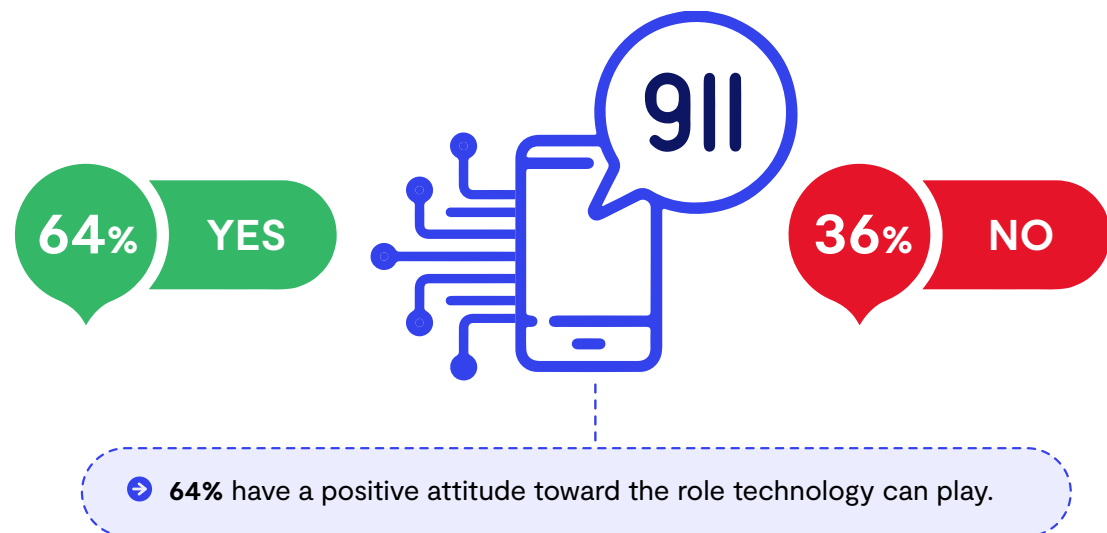 911
64% YES
36% NO
64% have a positive attitude toward the role technology can play.